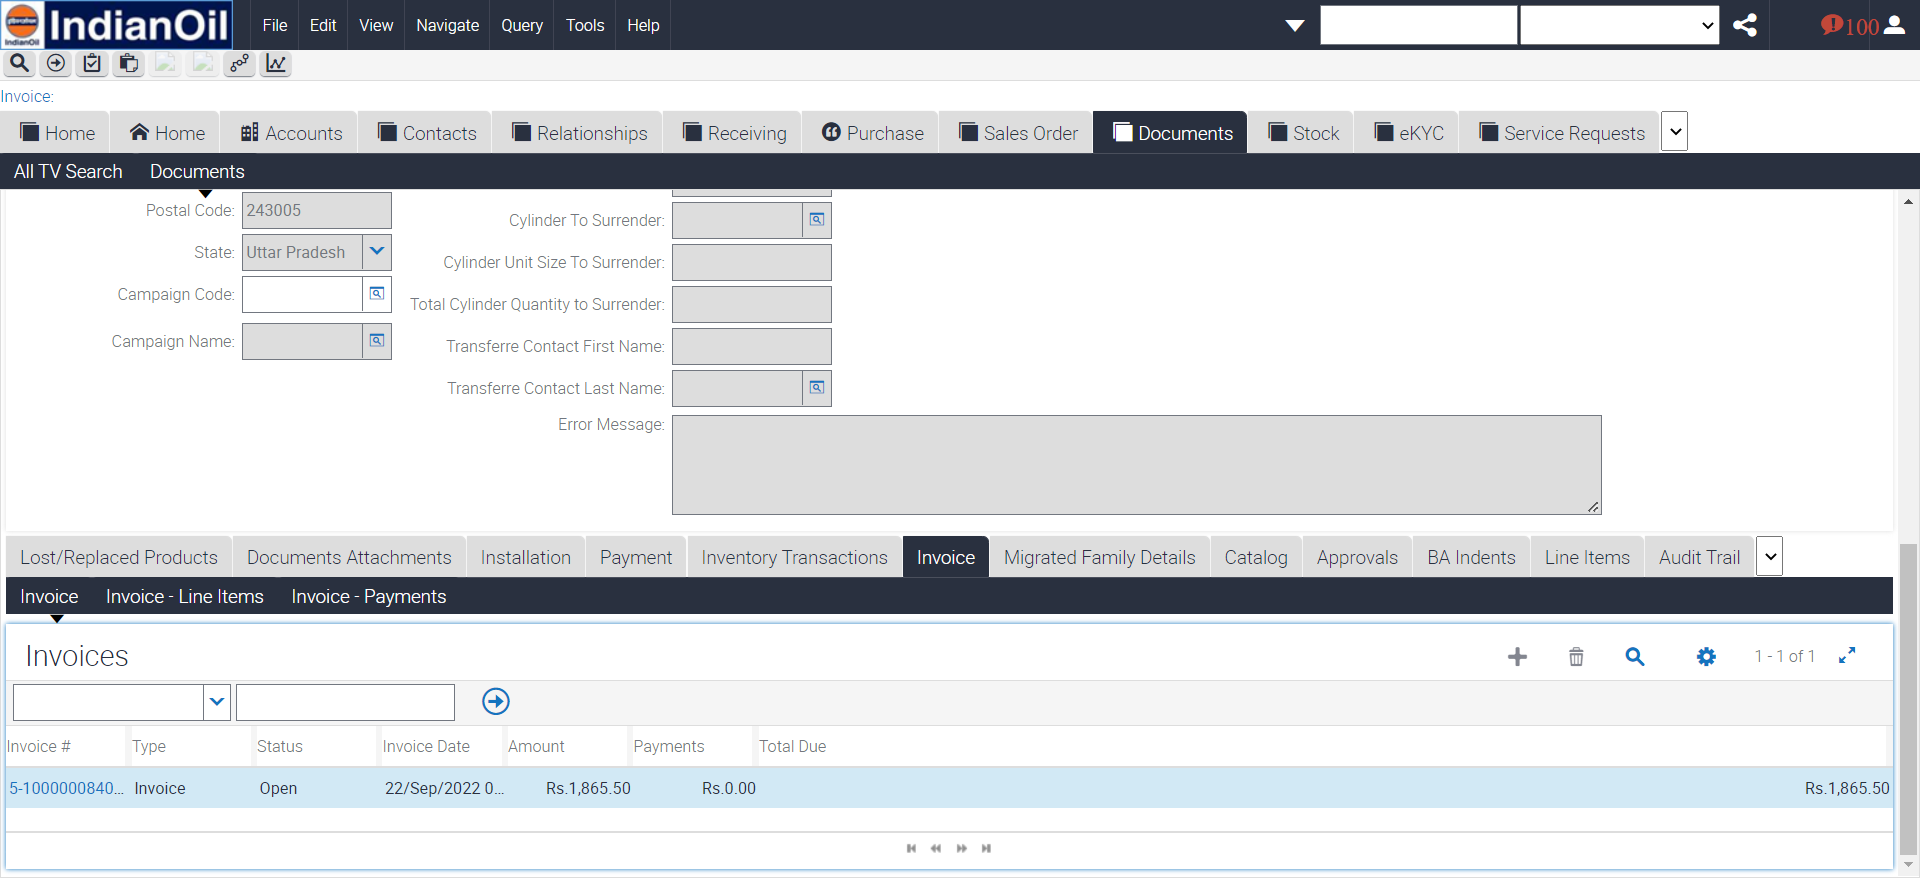 IndianOil
File Edit View Navigate Query Tools Help
100
Invoice:
Home Home Accounts Contacts Relationships Receiving Purchase Sales Order Documents Stock eKYC Service Requests
All TV Search Documents
Postal Code: 243005
Cylinder To Surrender:
State: Uttar Pradesh
Cylinder Unit Size To Surrender:
Campaign Code:
Total Cylinder Quantity to Surrender:
Campaign Name:
Transferre Contact First Name:
Transferre Contact Last Name:
Error Message:
Lost/Replaced Products Documents Attachments Installation Payment Inventory Transactions Invoice Migrated Family Details Catalog Approvals BA Indents Line Items Audit Trail
Invoice Invoice - Line Items Invoice - Payments
Invoices
1 - 1 of 1
Invoice # Type Status Invoice Date Amount Payments Total Due
5-1000000840... Invoice Open 22/Sep/2022 0... Rs.1,865.50 Rs.0.00 Rs.1,865.50